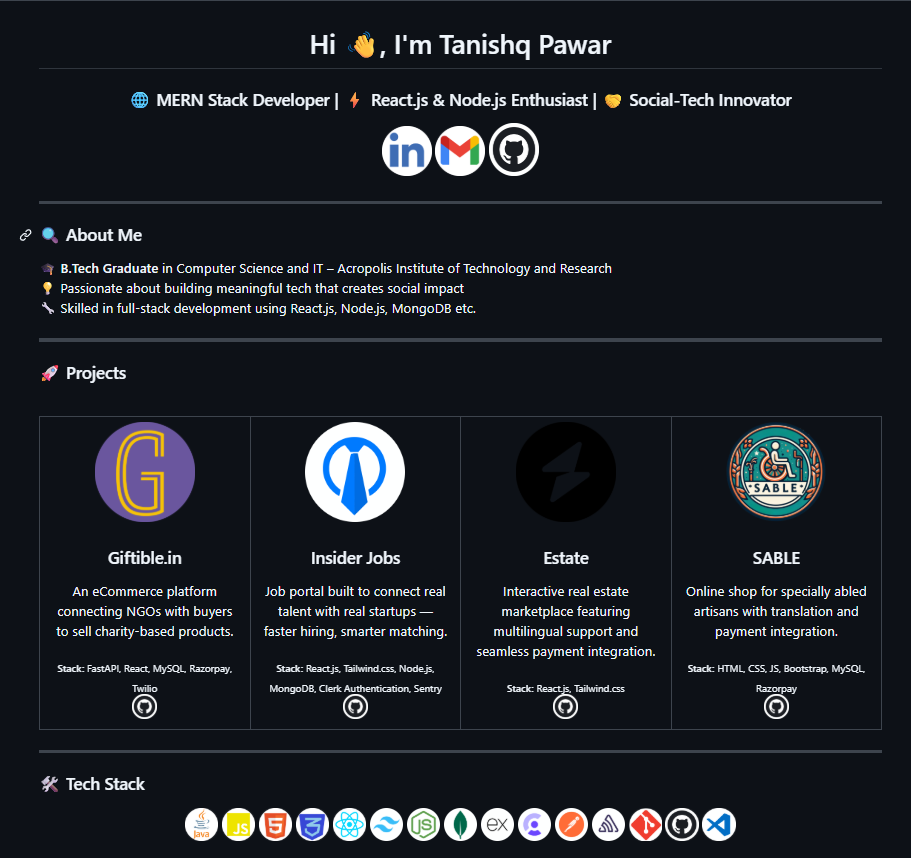 Hi 👋, I'm Tanishq Pawar
🌐 MERN Stack Developer | ⚡ React.js & Node.js Enthusiast | 🤝 Social-Tech Innovator
in
🔍 About Me
🎓 B.Tech Graduate in Computer Science and IT – Acropolis Institute of Technology and Research
💡 Passionate about building meaningful tech that creates social impact
🔧 Skilled in full-stack development using React.js, Node.js, MongoDB etc.
🚀 Projects
G
SABLE
Giftible.in
An eCommerce platform
connecting NGOs with buyers
to sell charity-based products.
Stack: FastAPI, React, MySQL, Razorpay,
Twilio
Insider Jobs
Job portal built to connect real
talent with real startups —
faster hiring, smarter matching.
Stack: React.js, Tailwind.css, Node.js,
MongoDB, Clerk Authentication, Sentry
Estate
Interactive real estate
marketplace featuring
multilingual support and
seamless payment integration.
Stack: React.js, Tailwind.css
SABLE
Online shop for specially abled
artisans with translation and
payment integration.
Stack: HTML, CSS, JS, Bootstrap, MySQL,
Razorpay
🛠️ Tech Stack
Java JS 5 3 JS ex